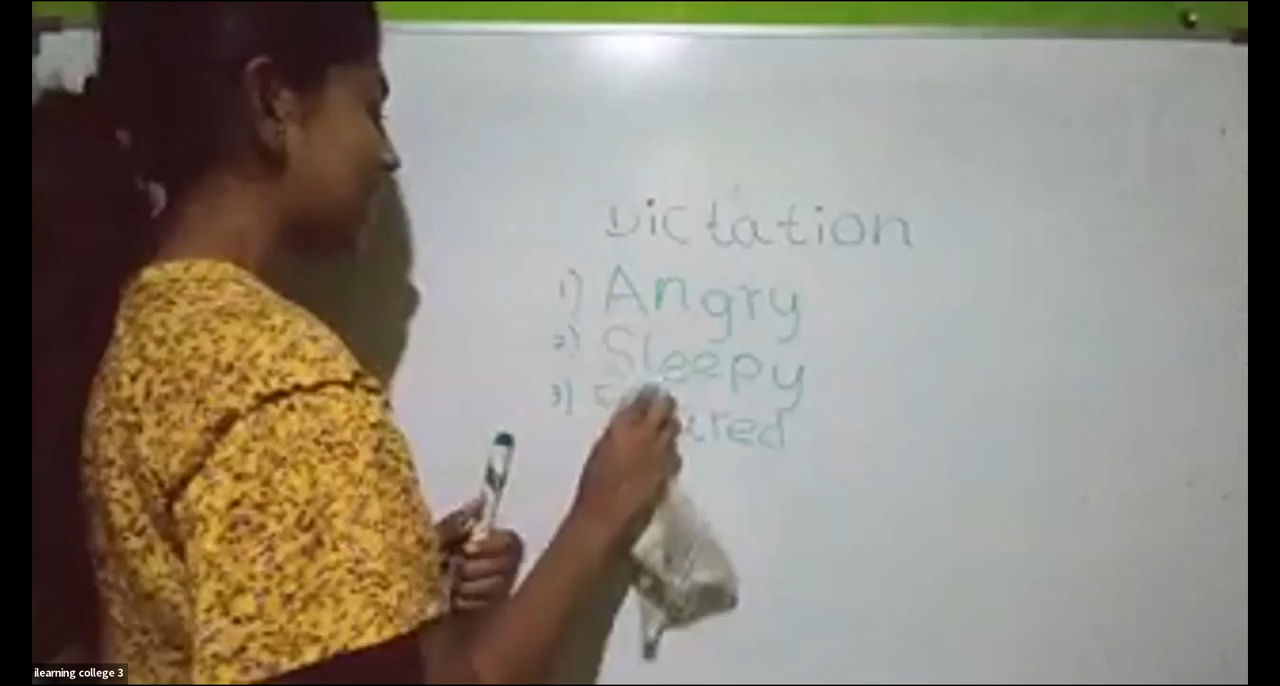 Dictation
1) Angry
2) Sleepy
3)
ilearning college 3